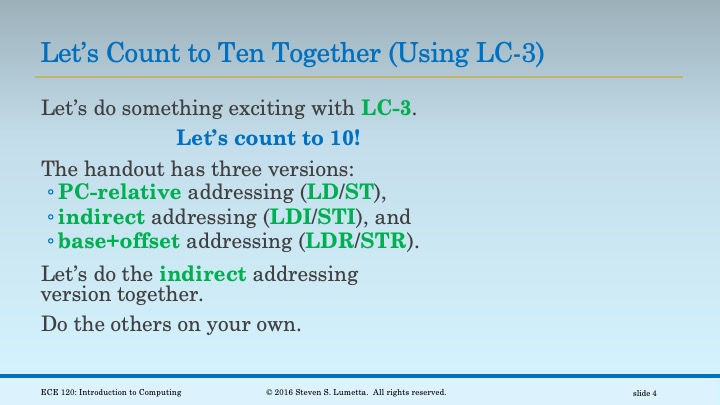 Let’s Count to Ten Together (Using LC-3)
Let’s do something exciting with LC-3.
Let’s count to 10!
The handout has three versions:
◦PC-relative addressing (LD/ST),
◦indirect addressing (LDI/STI), and
◦base+offset addressing (LDR/STR).
Let’s do the indirect addressing
version together.
Do the others on your own.
ECE 120: Introduction to Computing © 2016 Steven S. Lumetta. All rights reserved. slide 4